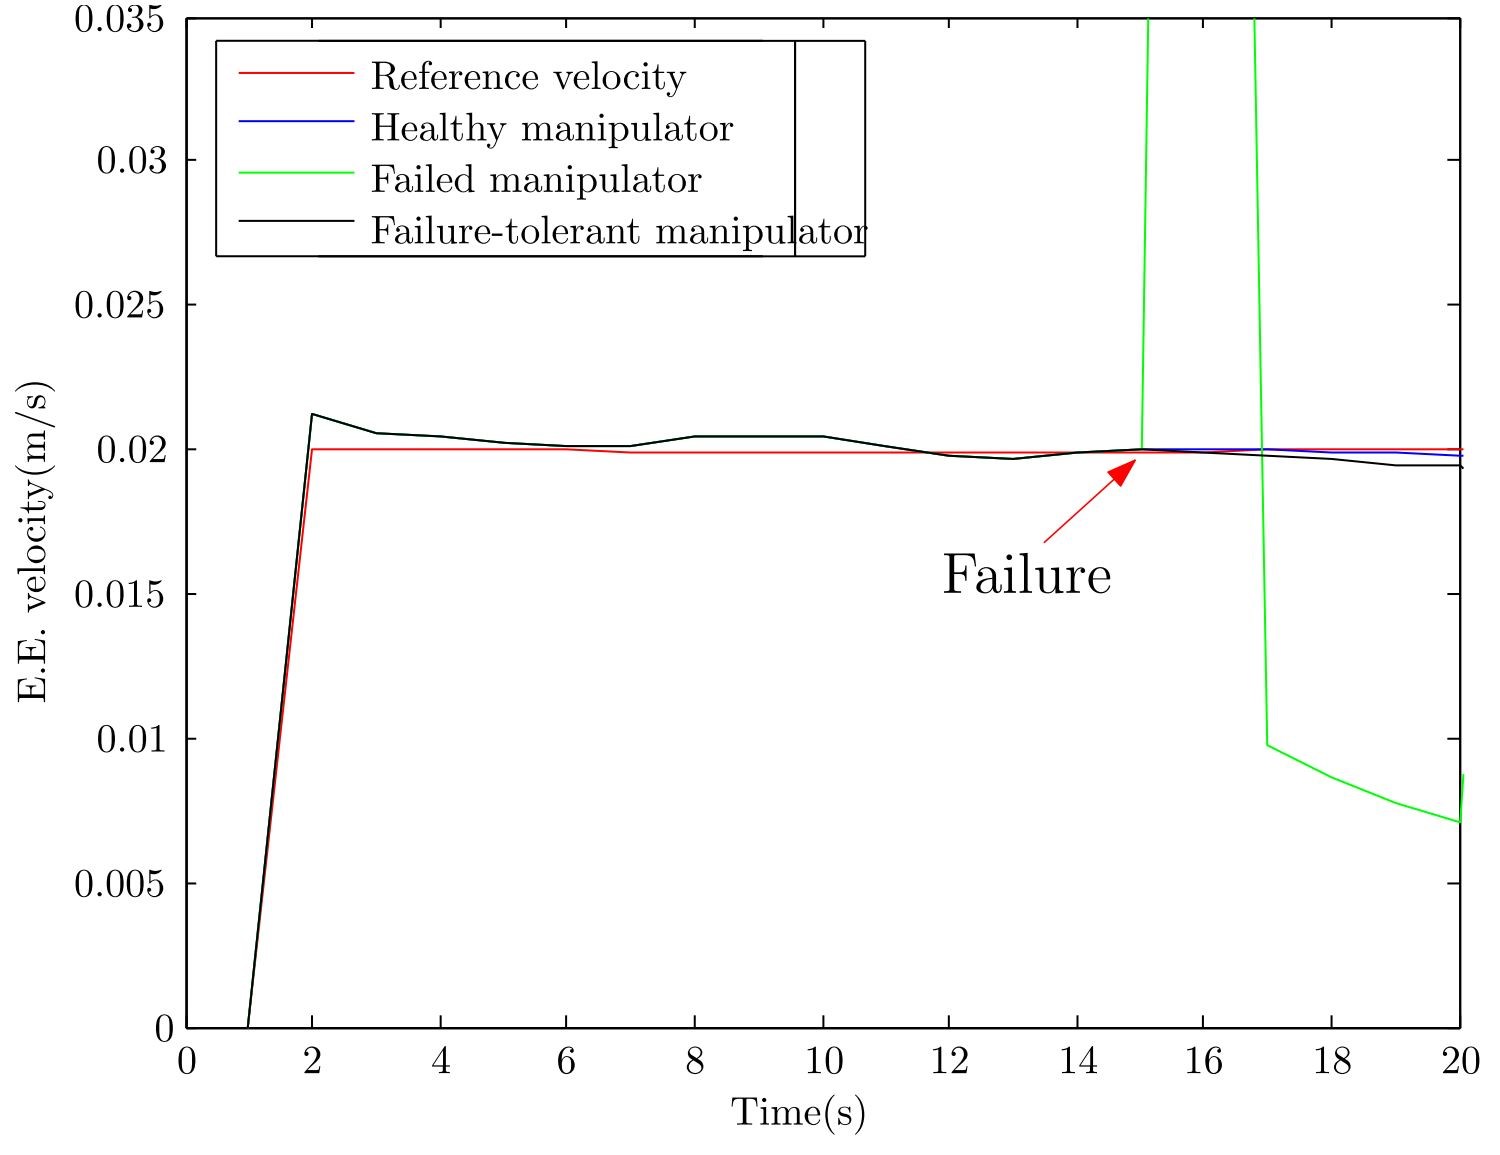 0.035
Reference velocity
Healthy manipulator
Failed manipulator
Failure-tolerant manipulator
0.03
0.025
0.02
0.015
0.01
0.005
0
E.E. velocity(m/s)
Failure
0 2 4 6 8 10 12 14 16 18 20
Time(s)